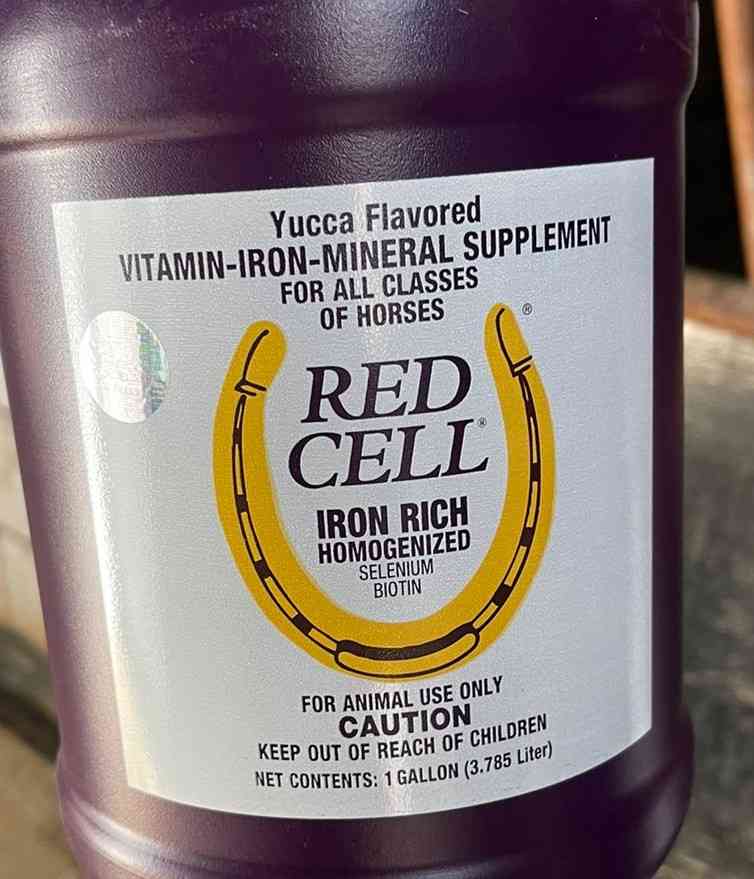 Yucca Flavored
VITAMIN-IRON-MINERAL SUPPLEMENT
FOR ALL CLASSES
OF HORSES
®
RED
CELL®
IRON RICH
HOMOGENIZED
SELENIUM
BIOTIN
FOR ANIMAL USE ONLY
CAUTION
KEEP OUT OF REACH OF CHILDREN
NET CONTENTS: 1 GALLON (3.785 Liter)